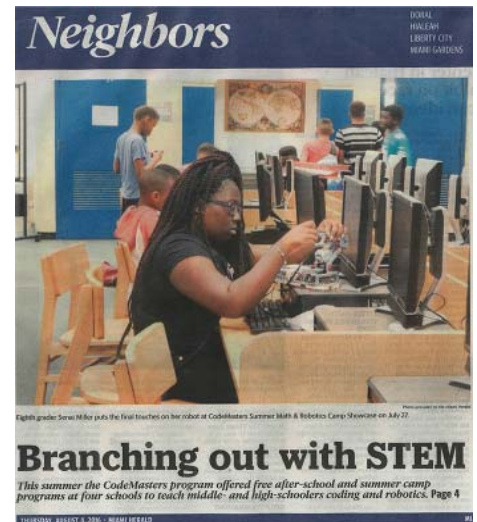 Neighbors
DORAL
HIALEAH
LIBERTY CITY
MIAMI GARDENS
Eighth grader Senae Miller puts the final touches on her robot at CodeMasters Summer Math & Robotics Camp Showcase on July 27.
Branching out with STEM
This summer the CodeMasters program offered free after-school and summer camp
programs at four schools to teach middle- and high-schoolers coding and robotics. Page 4
THURSDAY, AUGUST 4, 2016 MIAMI HERALD